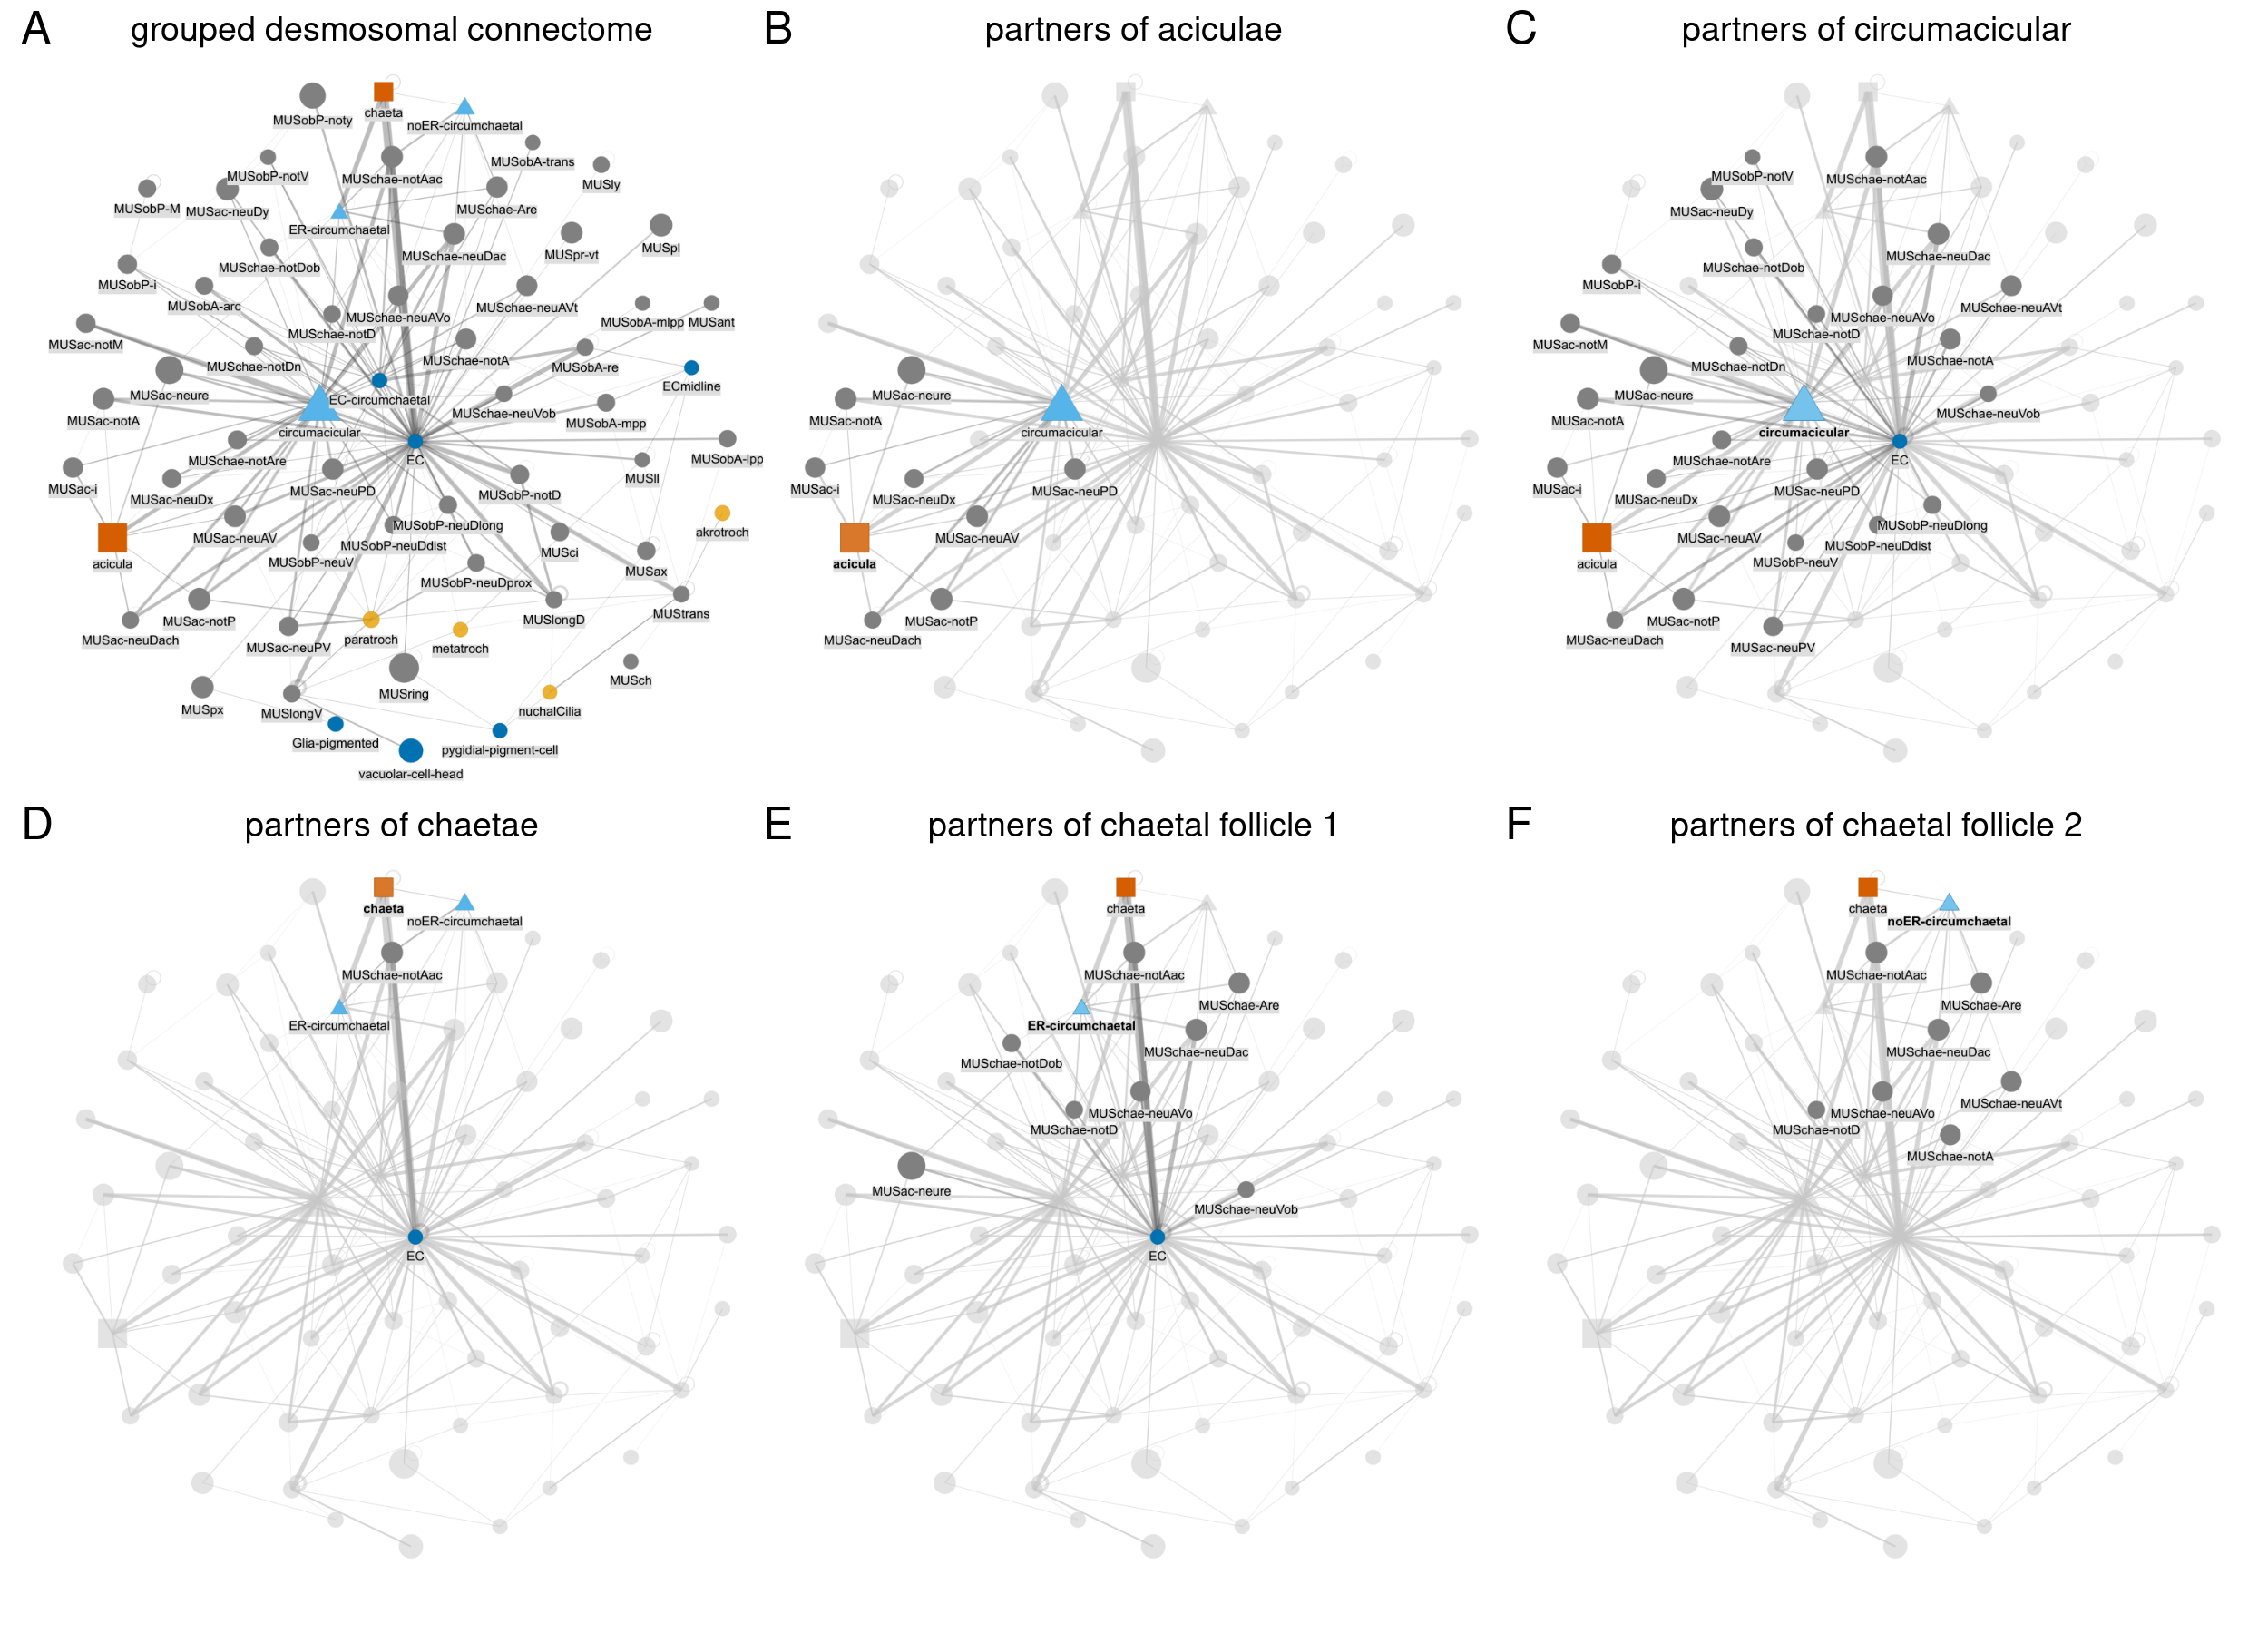 A grouped desmosomal connectome
B partners of aciculae
C partners of circumacicular
chaeta
MUSobP-noty
noER-circumchaetal
MUSobA-trans
MUSobP-notV
MUSchae-notAac
MUSly
MUSobP-M
MUSac-neuDy
MUSchae-Are
ER-circumchaetal
MUSpl
MUSpr-vt
MUSchae-neuDac
MUSchae-notDob
MUSobP-i
MUSobA-arc
MUSchae-neuAVt
MUSchae-neuAVo
MUSobA-mlpp
MUSant
MUSchae-notD
MUSac-notM
MUSchae-notA
MUSchae-notDn
MUSobA-re
ECmidline
MUSac-neure
EC-circumchaetal
MUSchae-neuVob
MUSac-notA
MUSobA-mpp
circumacicular
EC
MUSobA-lpp
MUSchae-notAre
MUSll
MUSac-i
MUSac-neuDx
MUSac-neuPD
MUSobP-notD
MUSobP-neuDlong
akrotroch
MUSac-neuAV
MUSobP-neuDdist
MUSci
acicula
MUSobP-neuV
MUSax
MUSobP-neuDprox
MUStrans
MUSac-notP
MUSlongD
MUSac-neuDach
paratroch
MUSac-neuPV
metatroch
MUSring
MUSch
MUSpx
MUSlongV
nuchalCilia
Glia-pigmented
pygidial-pigment-cell
vacuolar-cell-head
MUSac-neure
MUSac-notA
circumacicular
MUSac-i
MUSac-neuDx
MUSac-neuPD
MUSac-neuAV
acicula
MUSac-notP
MUSac-neuDach
MUSobP-notV
MUSchae-notAac
MUSac-neuDy
MUSchae-neuDac
MUSchae-notDob
MUSobP-i
MUSchae-neuAVt
MUSchae-neuAVo
MUSchae-notD
MUSac-notM
MUSchae-notA
MUSchae-notDn
MUSac-neure
MUSchae-neuVob
MUSac-notA
circumacicular
EC
MUSchae-notAre
MUSac-i
MUSac-neuDx
MUSac-neuPD
MUSobP-neuDlong
MUSac-neuAV
MUSobP-neuDdist
acicula
MUSobP-neuV
MUSac-notP
MUSac-neuDach
MUSac-neuPV
D partners of chaetae
E partners of chaetal follicle 1
F partners of chaetal follicle 2
chaeta
noER-circumchaetal
MUSchae-notAac
ER-circumchaetal
EC
chaeta
MUSchae-notAac
MUSchae-Are
ER-circumchaetal
MUSchae-neuDac
MUSchae-notDob
MUSchae-neuAVo
MUSchae-notD
MUSac-neure
MUSchae-neuVob
EC
chaeta
noER-circumchaetal
MUSchae-notAac
MUSchae-Are
MUSchae-neuDac
MUSchae-neuAVt
MUSchae-neuAVo
MUSchae-notD
MUSchae-notA